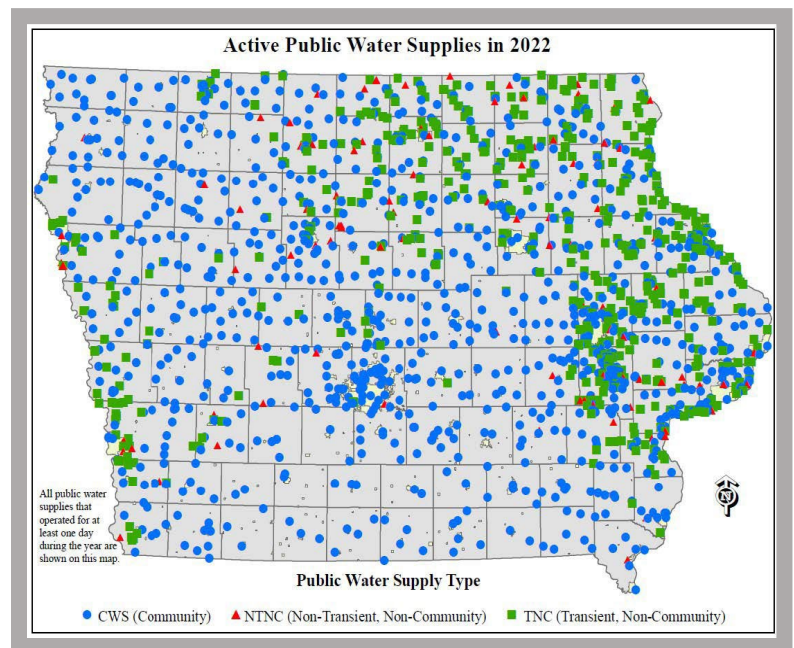 Active Public Water Supplies in 2022
All public water
supplies that
operated for at
least one day
during the year are
shown on this map.
N
Public Water Supply Type
CWS (Community)
NTNC (Non-Transient, Non-Community)
TNC (Transient, Non-Community)